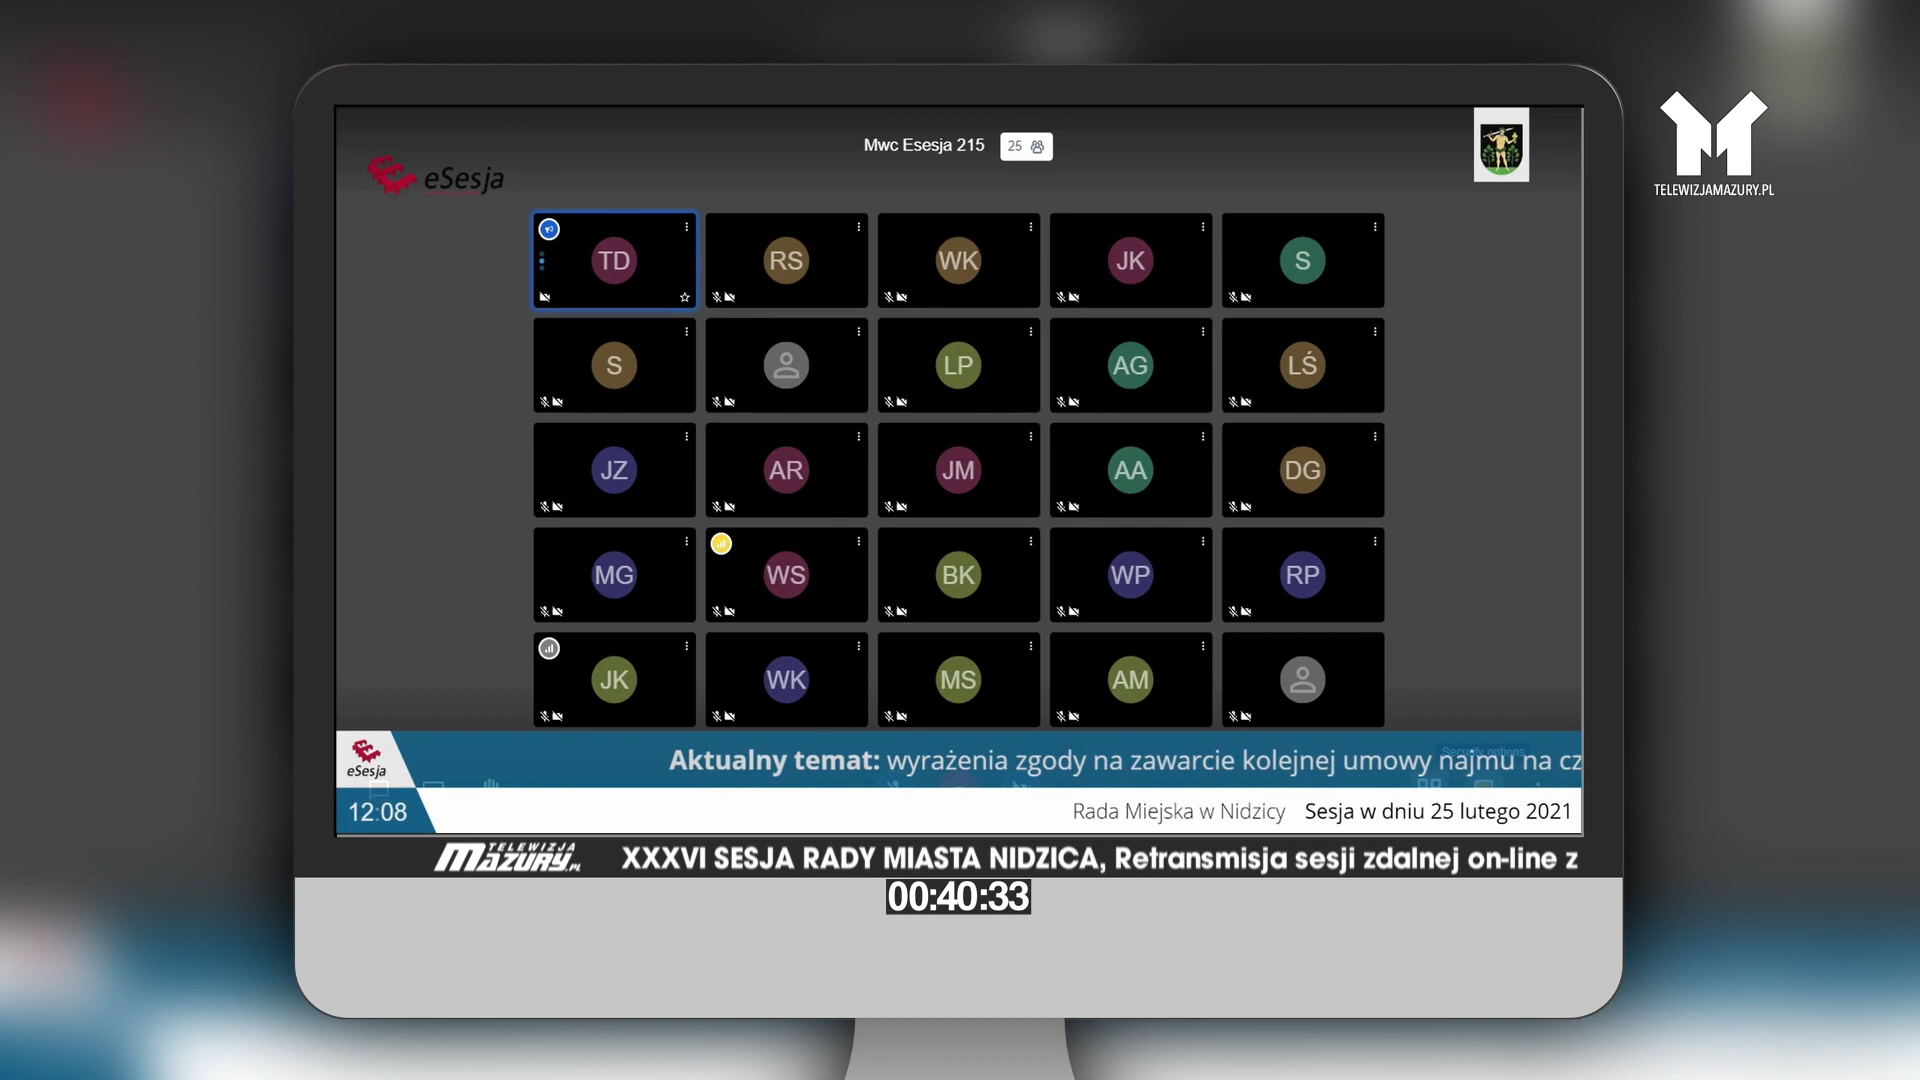 Mwc Esesja 215 25
eSesja
TELEWIZJAMAZURY.PL
TD RS WK JK S
S LP AG LŚ
JZ AR JM AA DG
MG WS BK WP RP
JK WK MS AM
Security options
eSesja
Aktualny temat: wyrażenia zgody na zawarcie kolejnej umowy najmu na cz
12:08
Rada Miejska w Nidzicy Sesja w dniu 25 lutego 2021
TELEWIZJA
MAZURY.PL
XXXVI SESJA RADY MIASTA NIDZICA, Retransmisja sesji zdalnej on-line z
00:40:33